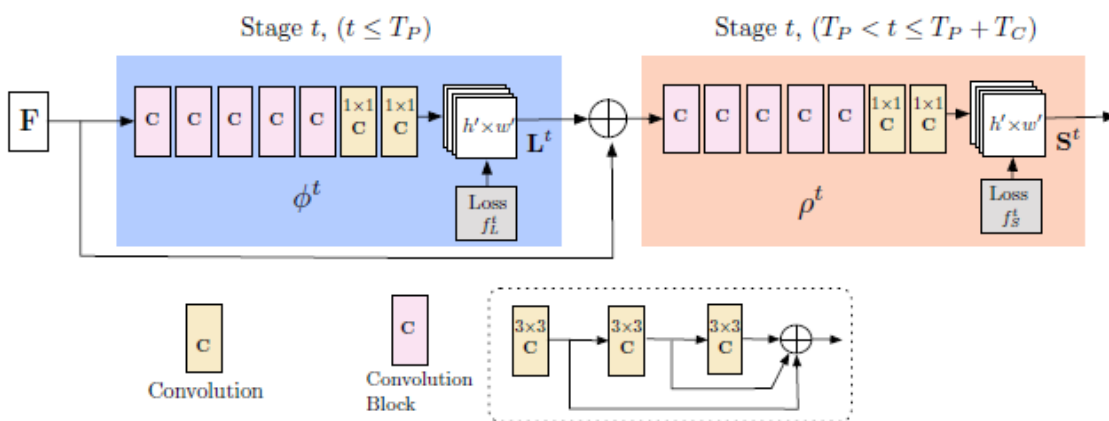 Stage t, (t ≤ T_P)
Stage t, (T_P < t ≤ T_P + T_C)
F
C C C C C 1×1 C 1×1 C
h′×w′
L^t
ϕ^t
Loss
f_L^t
C C C C C 1×1 C 1×1 C
h′×w′
S^t
ρ^t
Loss
f_S^t
C
Convolution
C
Convolution
Block
3×3 C 3×3 C 3×3 C